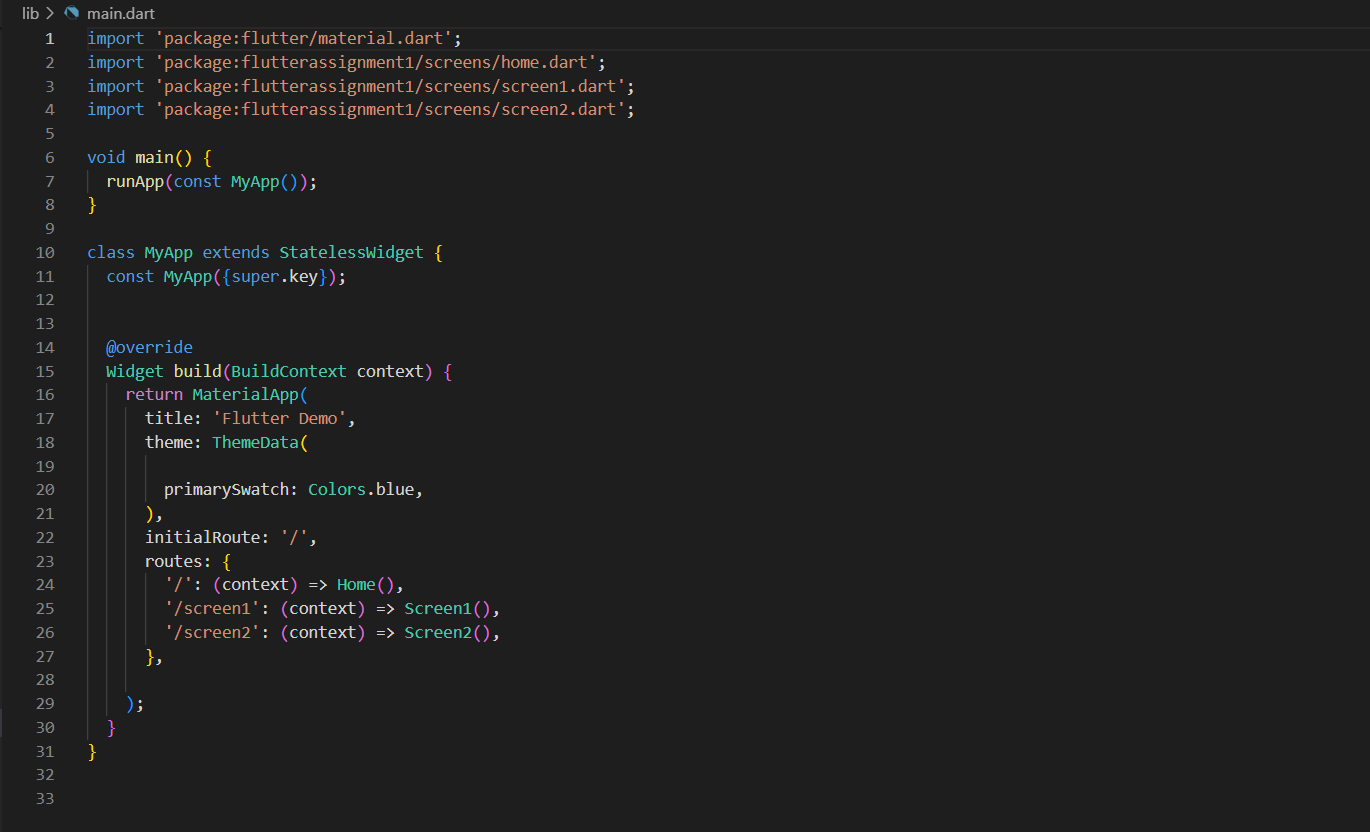 lib > main.dart
1 import 'package:flutter/material.dart';
2 import 'package:flutterassignment1/screens/home.dart';
3 import 'package:flutterassignment1/screens/screen1.dart';
4 import 'package:flutterassignment1/screens/screen2.dart';
5
6 void main() {
7   runApp(const MyApp());
8 }
9
10 class MyApp extends StatelessWidget {
11   const MyApp({super.key});
12
13
14   @override
15   Widget build(BuildContext context) {
16     return MaterialApp(
17       title: 'Flutter Demo',
18       theme: ThemeData(
19
20         primarySwatch: Colors.blue,
21       ),
22       initialRoute: '/',
23       routes: {
24         '/': (context) => Home(),
25         '/screen1': (context) => Screen1(),
26         '/screen2': (context) => Screen2(),
27       },
28
29     );
30   }
31 }
32
33